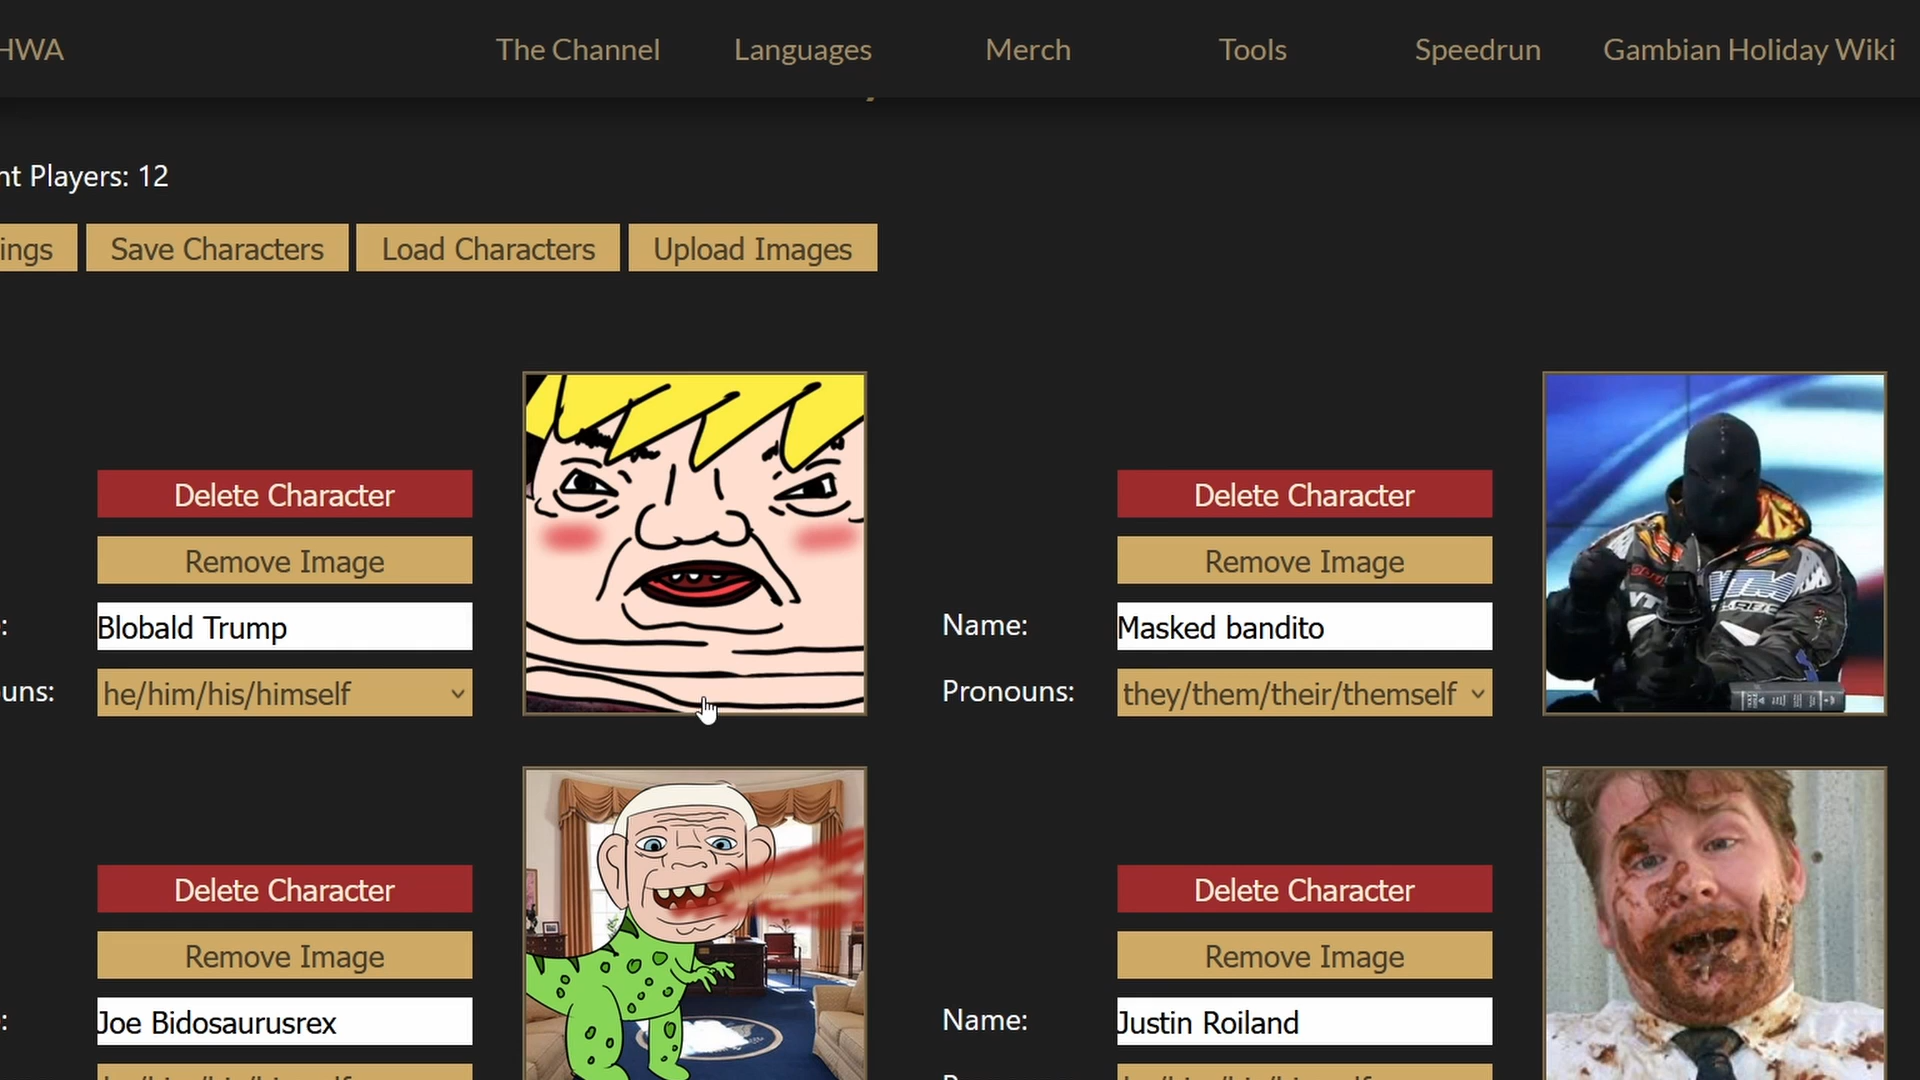 HWA
The Channel
Languages
Merch
Tools
Speedrun
Gambian Holiday Wiki
nt Players: 12
ings
Save Characters
Load Characters
Upload Images
Delete Character
Remove Image
Blobald Trump
he/him/his/himself
ouns:
Delete Character
Remove Image
Name:
Masked bandito
Pronouns:
they/them/their/themself
Delete Character
Remove Image
Joe Bidosaurusrex
Delete Character
Remove Image
Name:
Justin Roiland